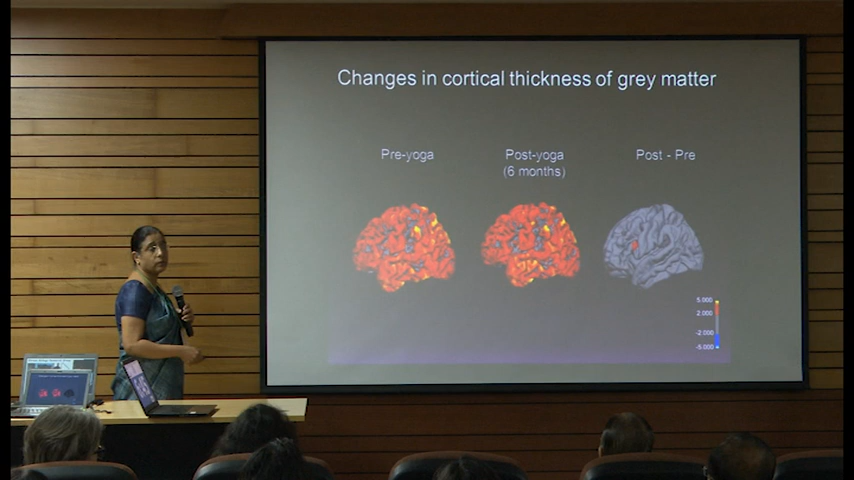 Changes in cortical thickness of grey matter
Pre-yoga
Post-yoga
(6 months)
Post - Pre
5.000
2.000
-2.000
-5.000